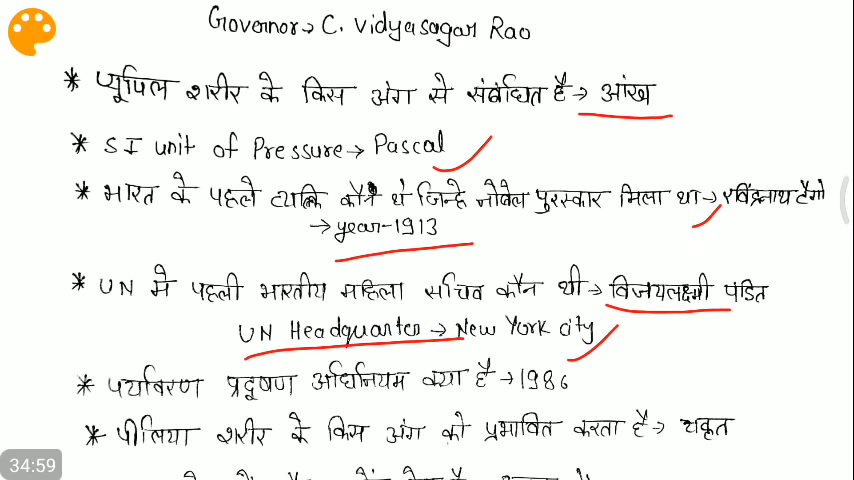 Governor→ C. Vidyasagar Rao
* प्यूपिल शरीर के किस अंग से संबंधित है→ आंख
* SI unit of Pressure→ Pascal
* भारत के पहले व्यक्ति कौन थे जिन्हे नोबेल पुरस्कार मिला था→ रविंद्रनाथ टैगो
→ year-1913
* UN मे पहली भारतीय महिला सचिव कौन थी→ विजयलक्ष्मी पंडित
UN Headquarter → New York city
* पर्यावरण प्रदूषण अधिनियम क्या है →1986
* पीलिया शरीर के किस अंग को प्रभावित करता है→ यकृत
34:59